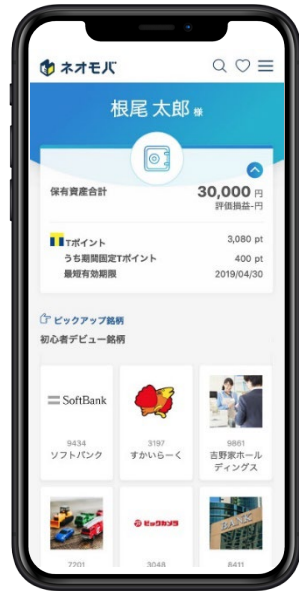 ネオモバ
根尾 太郎 様
保有資産合計 30,000 円
評価損益-円
Tポイント 3,080 pt
うち期間固定Tポイント 400 pt
最短有効期限 2019/04/30
ピックアップ銘柄
初心者デビュー銘柄
SoftBank
9434
ソフトバンク
3197
すかいらーく
9861
吉野家ホール
ディングス
ビックカメラ
BANK
7201
3048
8411